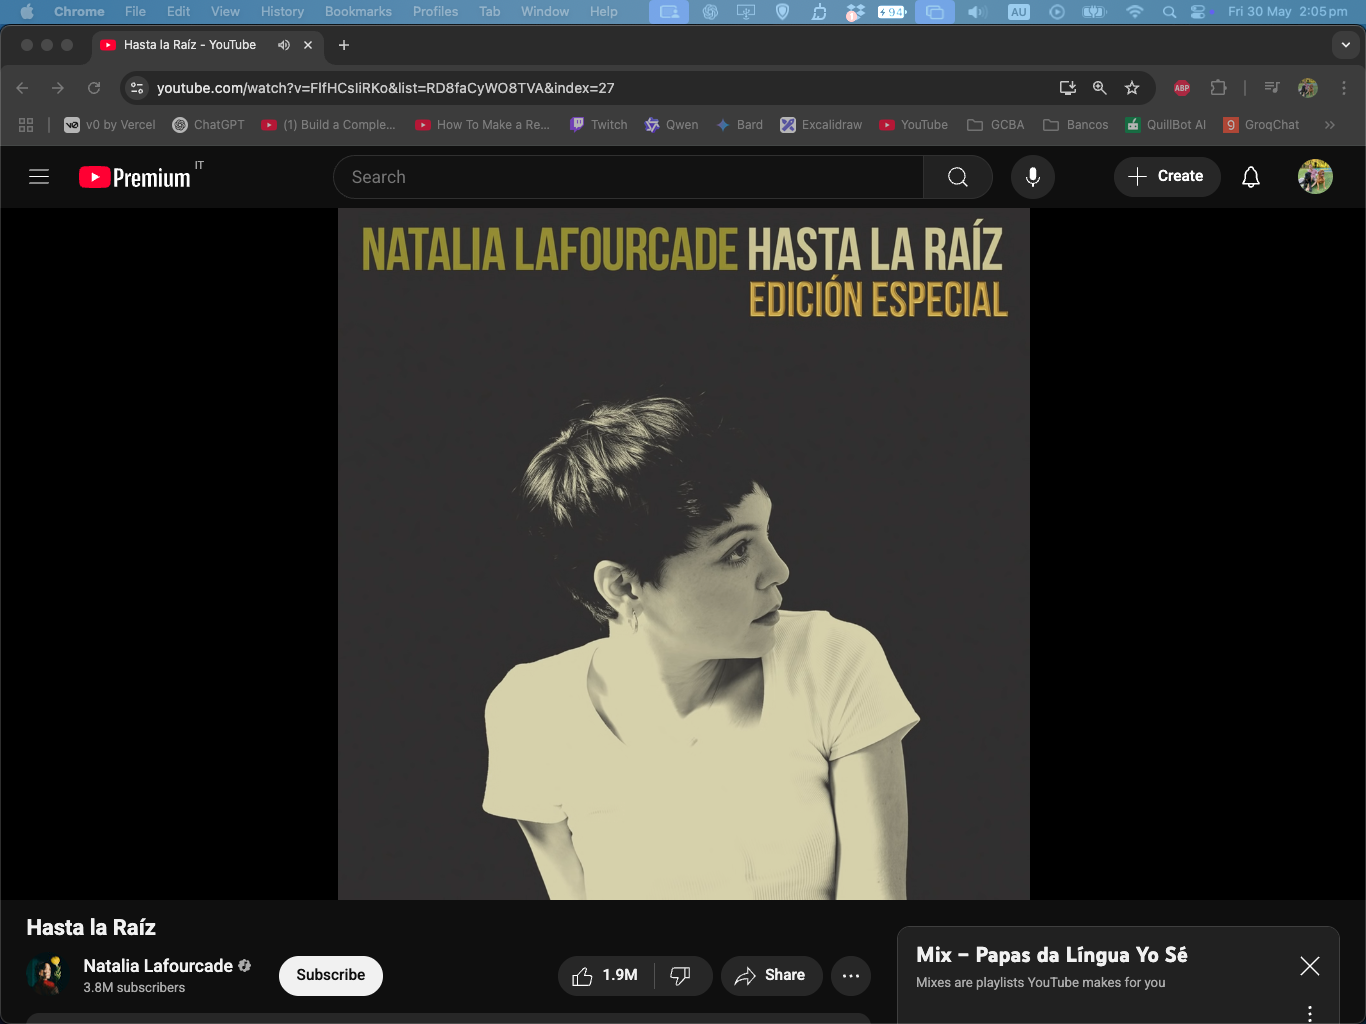 Chrome File Edit View History Bookmarks Profiles Tab Window Help 94 AU Fri 30 May 2:05 pm
Hasta la Raíz - YouTube
youtube.com/watch?v=FlfHCsIiRKo&list=RD8faCyWO8TVA&index=27 ABP
v0 by Vercel ChatGPT (1) Build a Comple... How To Make a Re... Twitch Qwen Bard Excalidraw YouTube GCBA Bancos QuillBot AI GroqChat
Premium IT Search Create
NATALIA LAFOURCADE HASTA LA RAÍZ
EDICIÓN ESPECIAL
Hasta la Raíz
Natalia Lafourcade
3.8M subscribers
Subscribe
1.9M
Share
Mix – Papas da Língua Yo Sé
Mixes are playlists YouTube makes for you